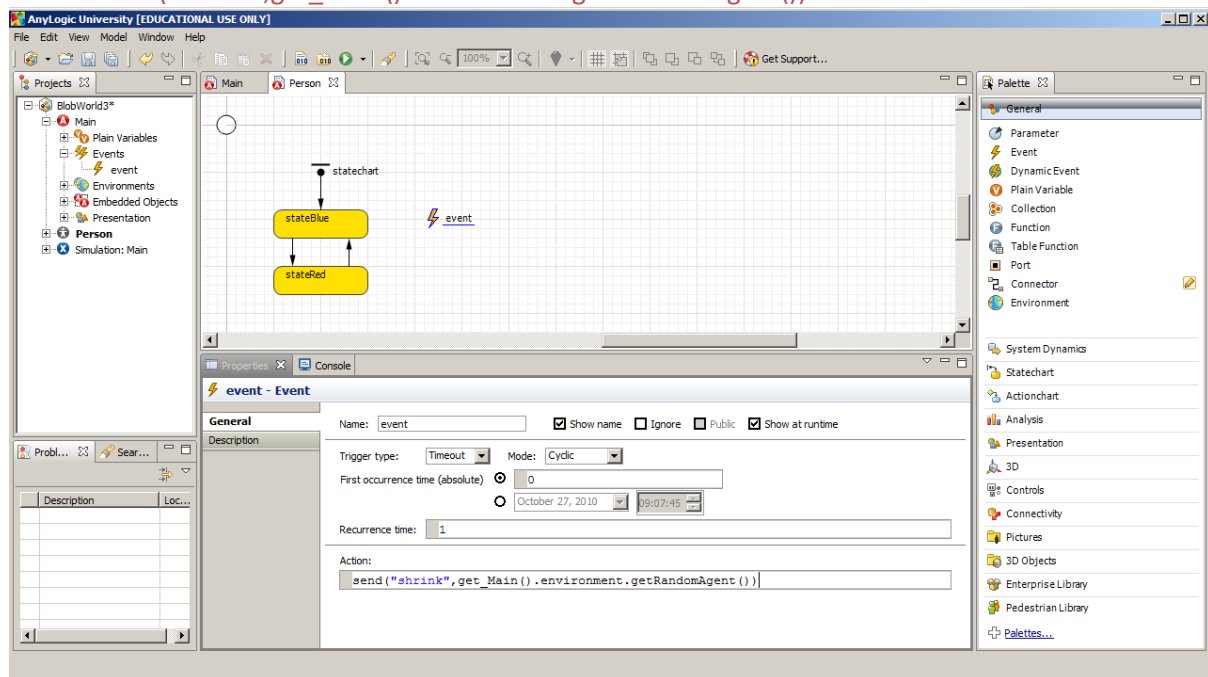 AnyLogic University [EDUCATIONAL USE ONLY]
File Edit View Model Window Help
100% Get Support...
Projects
BlobWorld3*
Main
Plain Variables
Events
event
Environments
Embedded Objects
Presentation
Person
Simulation: Main
Main Person
statechart
stateBlue
event
stateRed
Palette
General
Parameter
Event
Dynamic Event
Plain Variable
Collection
Function
Table Function
Port
Connector
Environment
System Dynamics
Statechart
Actionchart
Analysis
Presentation
3D
Controls
Connectivity
Pictures
3D Objects
Enterprise Library
Pedestrian Library
Palettes...
Properties Console
event - Event
General
Description
Name: event Show name Ignore Public Show at runtime
Trigger type: Timeout Mode: Cyclic
First occurrence time (absolute) 0
October 27, 2010 09:07:45
Recurrence time: 1
Action:
send("shrink",get_Main().environment.getRandomAgent())
Probl... Sear...
Description Loc...